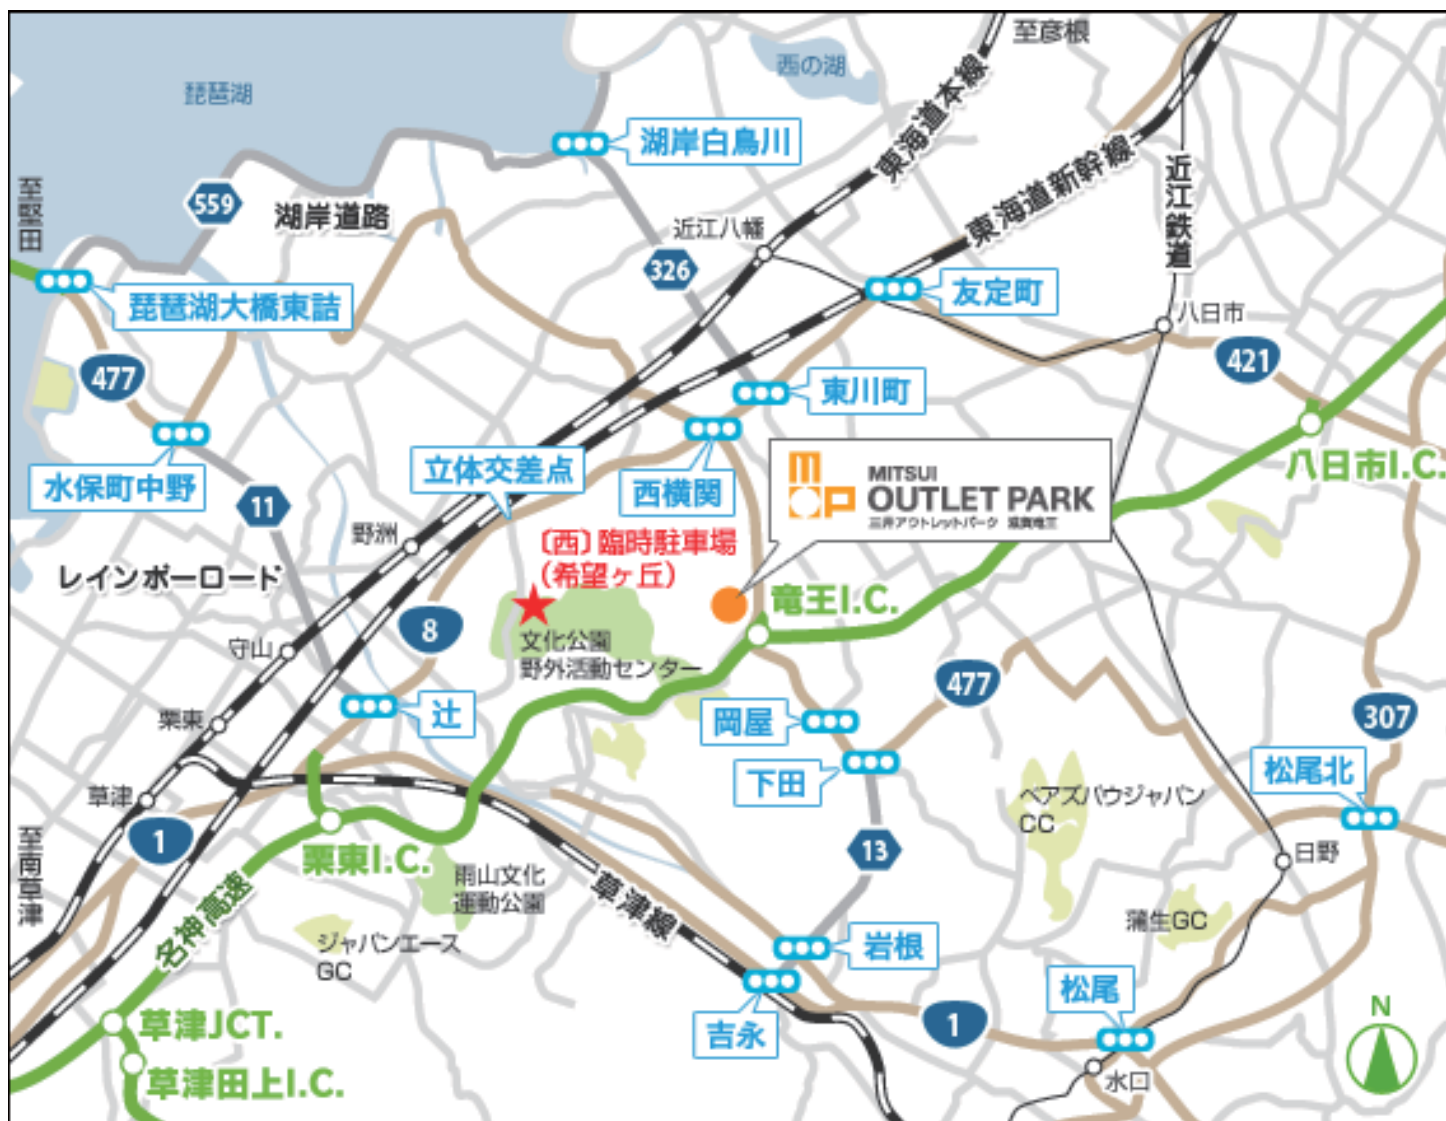 至彦根
西の湖
琵琶湖
東海道本線
湖岸白鳥川
東海道新幹線
近江鉄道
至堅田
559
湖岸道路
近江八幡
326
琵琶湖大橋東詰
友定町
八日市
421
477
東川町
水保町中野
立体交差点
西横関
MITSUI
OUTLET PARK
三井アウトレットパーク 滋賀竜王
八日市I.C.
11
野洲
〔西〕臨時駐車場
(希望ヶ丘)
レインボーロード
竜王I.C.
8
守山
文化公園
野外活動センター
477
栗東
辻
岡屋
307
下田
松尾北
草津
ベアズパウジャパン
CC
1
至南草津
栗東I.C.
13
日野
雨山文化
運動公園
草津線
名神高速
蒲生GC
ジャパンエース
GC
岩根
松尾
吉永
1
N
草津JCT.
草津田上I.C.
水口